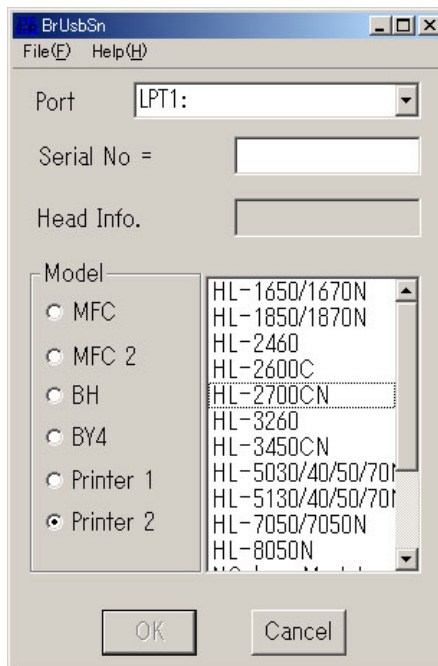 BrUsbSn
File(F) Help(H)
Port LPT1:
Serial No =
Head Info.
Model
MFC
MFC 2
BH
BY4
Printer 1
Printer 2
HL-1650/1670N
HL-1850/1870N
HL-2460
HL-2600C
HL-2700CN
HL-3260
HL-3450CN
HL-5030/40/50/70N
HL-5130/40/50/70N
HL-7050/7050N
HL-8050N
OK Cancel